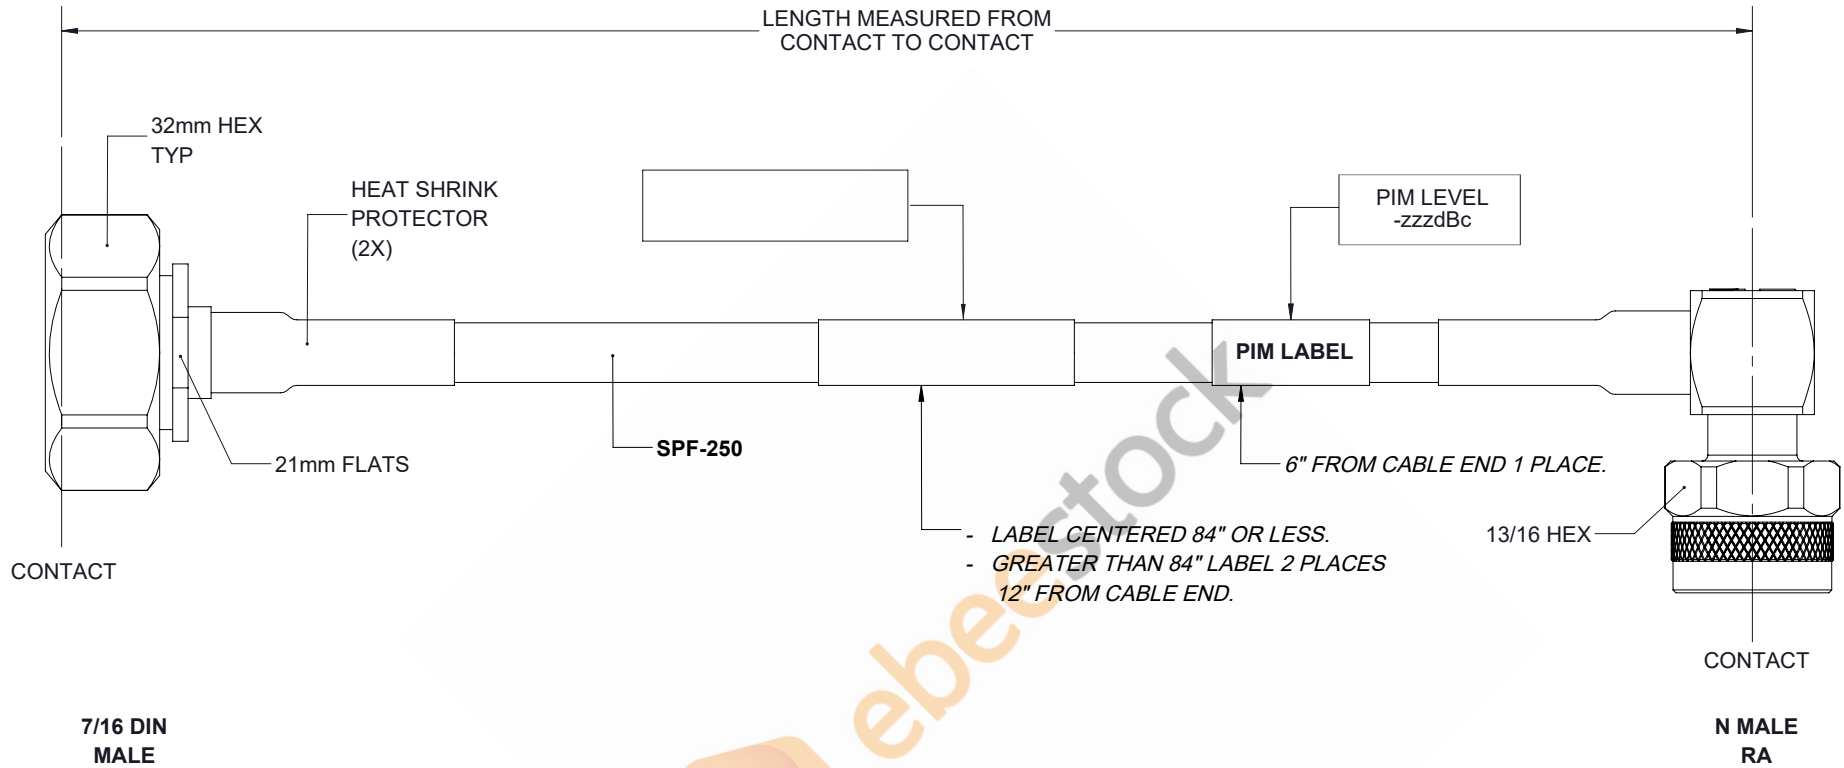 LENGTH MEASURED FROM
CONTACT TO CONTACT
32mm HEX
TYP
HEAT SHRINK
PROTECTOR
(2X)
PIM LEVEL
-zzzdBc
PIM LABEL
SPF-250
21mm FLATS
6" FROM CABLE END 1 PLACE.
- LABEL CENTERED 84" OR LESS.
- GREATER THAN 84" LABEL 2 PLACES
12" FROM CABLE END.
13/16 HEX
CONTACT
CONTACT
7/16 DIN
MALE
N MALE
RA
ebeestock